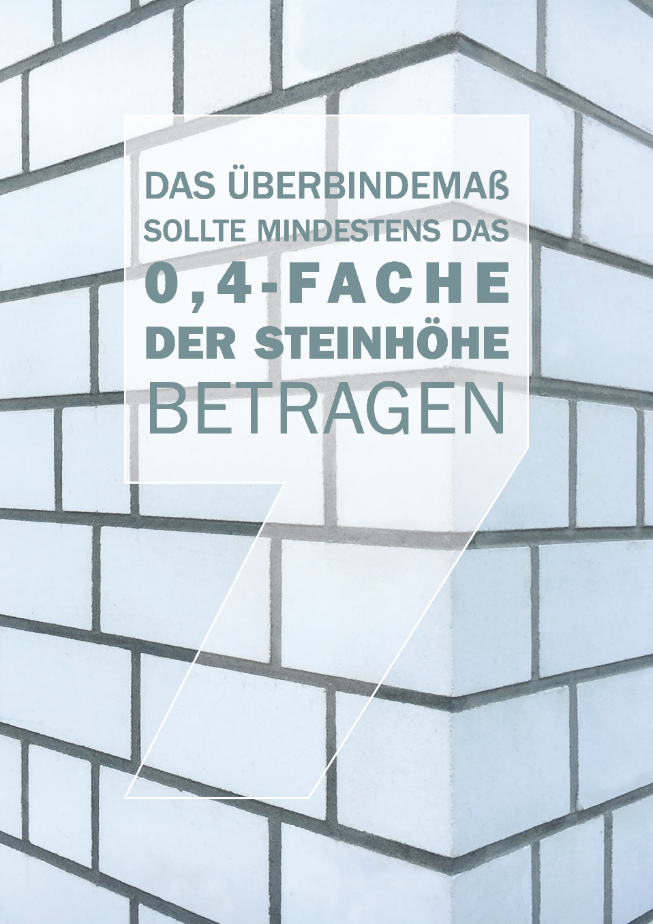 DAS ÜBERBINDEMAß
SOLLTE MINDESTENS DAS
0,4-FACHE
DER STEINHÖHE
BETRAGEN